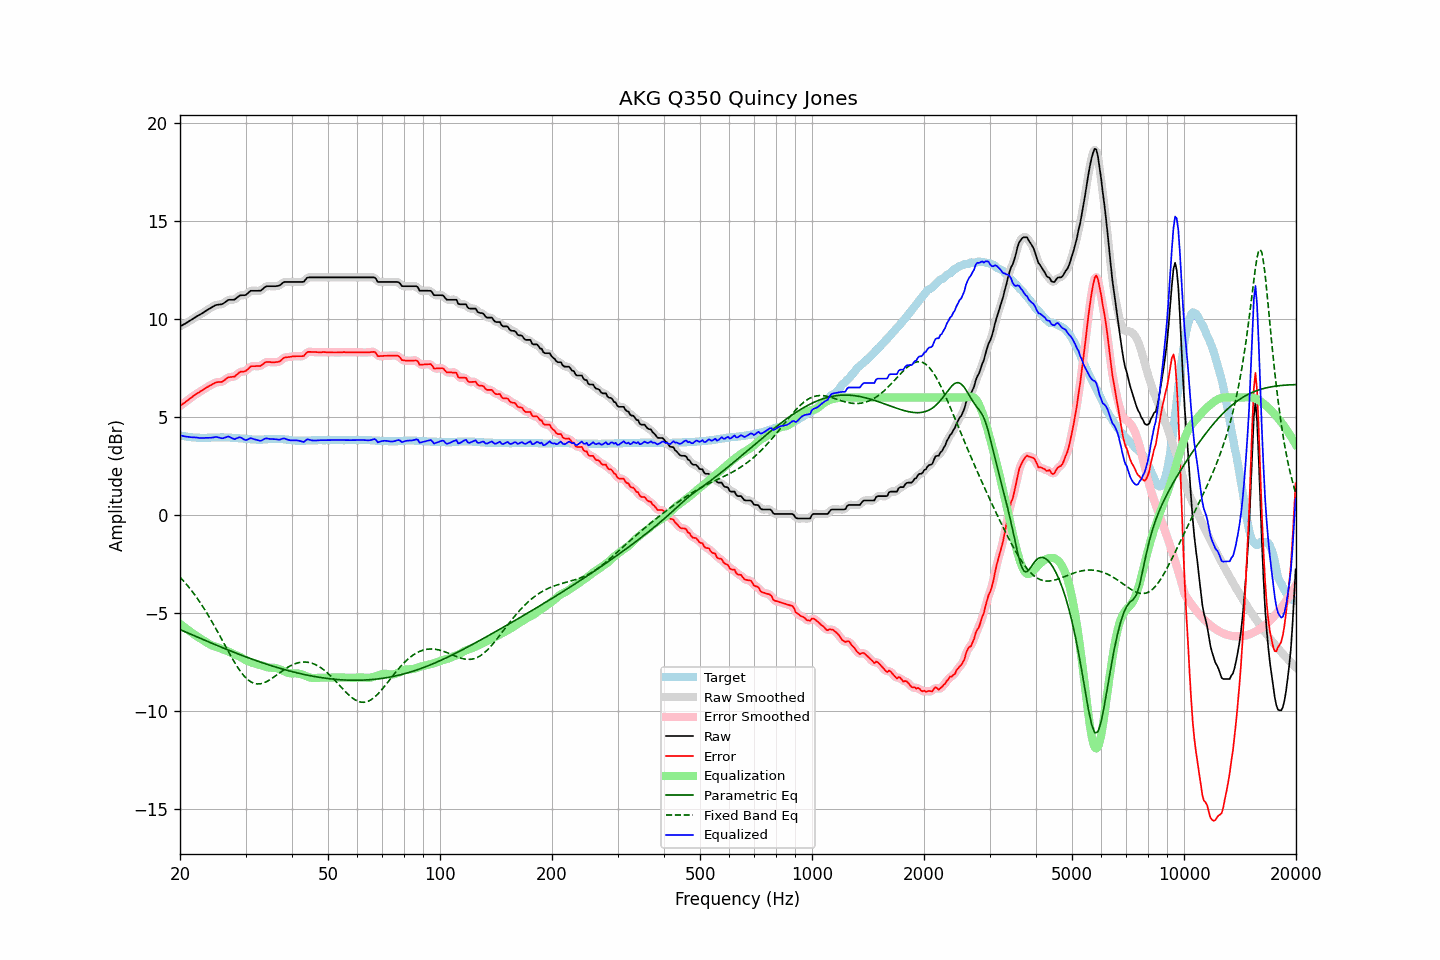 AKG Q350 Quincy Jones
20
15
10
5
0
−5
−10
−15
Amplitude (dBr)
Target
Raw Smoothed
Error Smoothed
Raw
Error
Equalization
Parametric Eq
Fixed Band Eq
Equalized
20 50 100 200 500 1000 2000 5000 10000 20000
Frequency (Hz)